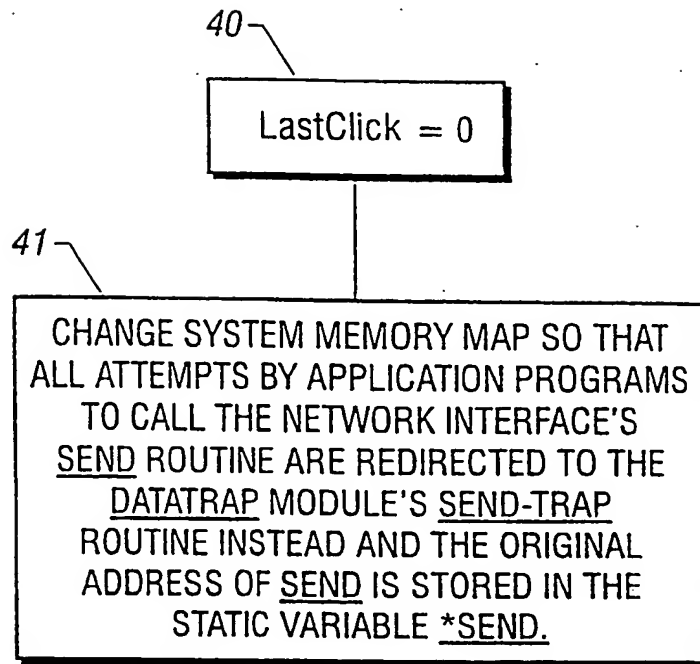 40
LastClick = 0
41
CHANGE SYSTEM MEMORY MAP SO THAT
ALL ATTEMPTS BY APPLICATION PROGRAMS
TO CALL THE NETWORK INTERFACE'S
SEND ROUTINE ARE REDIRECTED TO THE
DATATRAP MODULE'S SEND-TRAP
ROUTINE INSTEAD AND THE ORIGINAL
ADDRESS OF SEND IS STORED IN THE
STATIC VARIABLE *SEND.